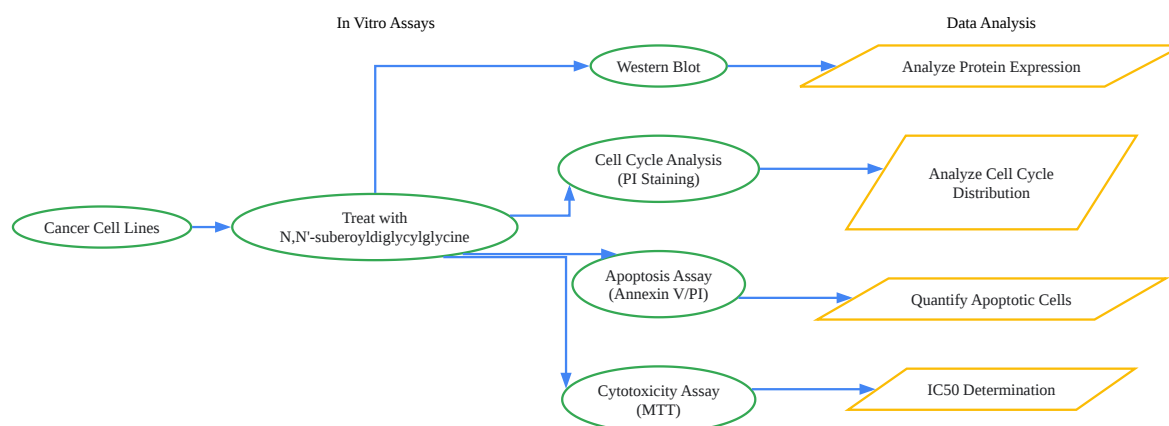 In Vitro Assays
Data Analysis
Western Blot
Analyze Protein Expression
Cell Cycle Analysis
(PI Staining)
Analyze Cell Cycle
Distribution
Cancer Cell Lines
Treat with
N,N'-suberoyldiglycylglycine
Apoptosis Assay
(Annexin V/PI)
Quantify Apoptotic Cells
Cytotoxicity Assay
(MTT)
IC50 Determination